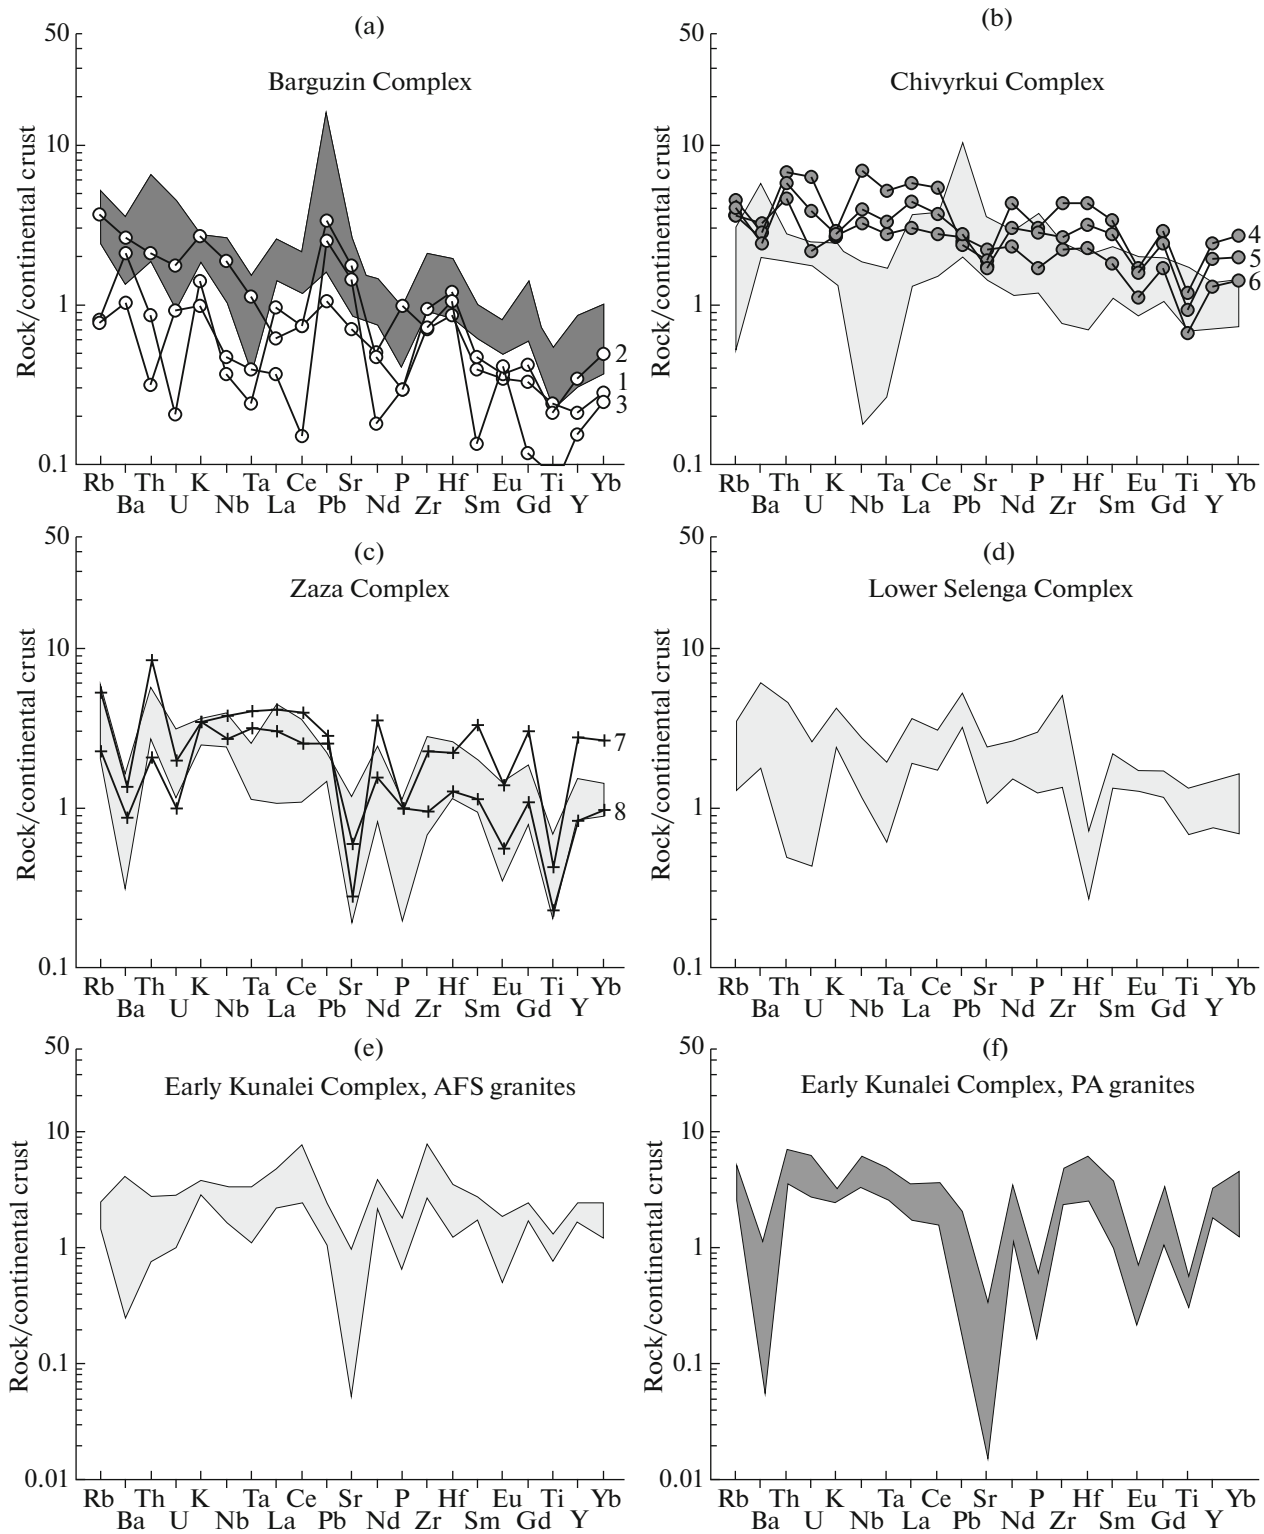 (a)
Barguzin Complex
Rock/continental crust
50
10
1
0.1
2
1
3
Rb Th K Ta Ce Sr P Hf Eu Ti Yb
Ba U Nb La Pb Nd Zr Sm Gd Y
(b)
Chivyrkui Complex
Rock/continental crust
50
10
1
0.1
4
5
6
Rb Th K Ta Ce Sr P Hf Eu Ti Yb
Ba U Nb La Pb Nd Zr Sm Gd Y
(c)
Zaza Complex
Rock/continental crust
50
10
1
0.1
7
8
Rb Th K Ta Ce Sr P Hf Eu Ti Yb
Ba U Nb La Pb Nd Zr Sm Gd Y
(d)
Lower Selenga Complex
Rock/continental crust
50
10
1
0.1
Rb Th K Ta Ce Sr P Hf Eu Ti Yb
Ba U Nb La Pb Nd Zr Sm Gd Y
(e)
Early Kunalei Complex, AFS granites
Rock/continental crust
50
10
1
0.1
0.01
Rb Th K Ta Ce Sr P Hf Eu Ti Yb
Ba U Nb La Pb Nd Zr Sm Gd Y
(f)
Early Kunalei Complex, PA granites
Rock/continental crust
50
10
1
0.1
0.01
Rb Th K Ta Ce Sr P Hf Eu Ti Yb
Ba U Nb La Pb Nd Zr Sm Gd Y